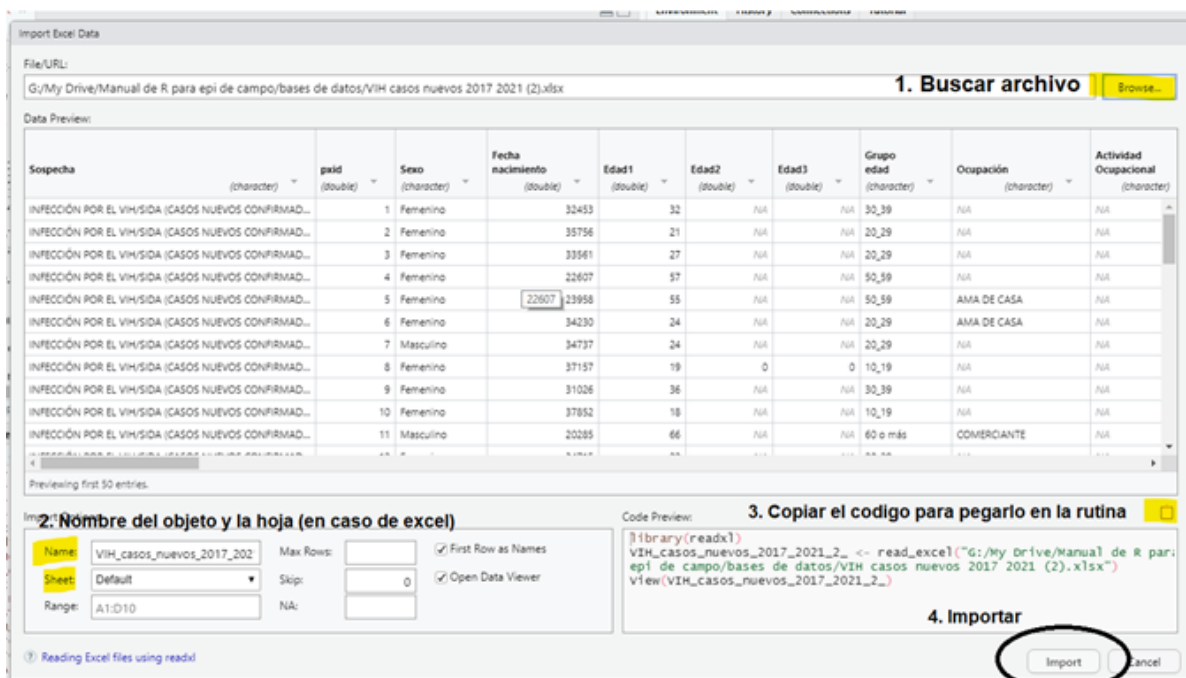 Environment History Connections Tutorial
Import Excel Data
File/URL:
G:/My Drive/Manual de R para epi de campo/bases de datos/VIH casos nuevos 2017 2021 (2).xlsx
1. Buscar archivo
Browse...
Data Preview:
Sospecha (character) pxid (double) Sexo (character) Fecha nacimiento (double) Edad1 (double) Edad2 (double) Edad3 (double) Grupo edad (character) Ocupación (character) Actividad Ocupacional (character)
INFECCIÓN POR EL VIH/SIDA (CASOS NUEVOS CONFIRMAD... 1 Femenino 32453 32 NA NA 30_39 NA NA
INFECCIÓN POR EL VIH/SIDA (CASOS NUEVOS CONFIRMAD... 2 Femenino 35756 21 NA NA 20_29 NA NA
INFECCIÓN POR EL VIH/SIDA (CASOS NUEVOS CONFIRMAD... 3 Femenino 33561 27 NA NA 20_29 NA NA
INFECCIÓN POR EL VIH/SIDA (CASOS NUEVOS CONFIRMAD... 4 Femenino 22607 57 NA NA 50_59 NA NA
INFECCIÓN POR EL VIH/SIDA (CASOS NUEVOS CONFIRMAD... 5 Femenino 22607 23958 55 NA NA 50_59 AMA DE CASA NA
INFECCIÓN POR EL VIH/SIDA (CASOS NUEVOS CONFIRMAD... 6 Femenino 34230 24 NA NA 20_29 AMA DE CASA NA
INFECCIÓN POR EL VIH/SIDA (CASOS NUEVOS CONFIRMAD... 7 Masculino 34737 24 NA NA 20_29 NA NA
INFECCIÓN POR EL VIH/SIDA (CASOS NUEVOS CONFIRMAD... 8 Femenino 37157 19 0 0 10_19 NA NA
INFECCIÓN POR EL VIH/SIDA (CASOS NUEVOS CONFIRMAD... 9 Femenino 31026 36 NA NA 30_39 NA NA
INFECCIÓN POR EL VIH/SIDA (CASOS NUEVOS CONFIRMAD... 10 Femenino 37852 18 NA NA 10_19 NA NA
INFECCIÓN POR EL VIH/SIDA (CASOS NUEVOS CONFIRMAD... 11 Masculino 20285 66 NA NA 60 o más COMERCIANTE NA
Previewing first 50 entries.
2. Nombre del objeto y la hoja (en caso de excel)
Code Preview:
3. Copiar el codigo para pegarlo en la rutina
Name: VIH_casos_nuevos_2017_202 Max Rows: First Row as Names
Sheet: Default Skip: 0 Open Data Viewer
Range: A1:D10 NA:
library(readxl)
VIH_casos_nuevos_2017_2021_2_ <- read_excel("G:/My Drive/Manual de R para
epi de campo/bases de datos/VIH casos nuevos 2017 2021 (2).xlsx")
View(VIH_casos_nuevos_2017_2021_2_)
4. Importar
Reading Excel files using readxl
Import
Cancel